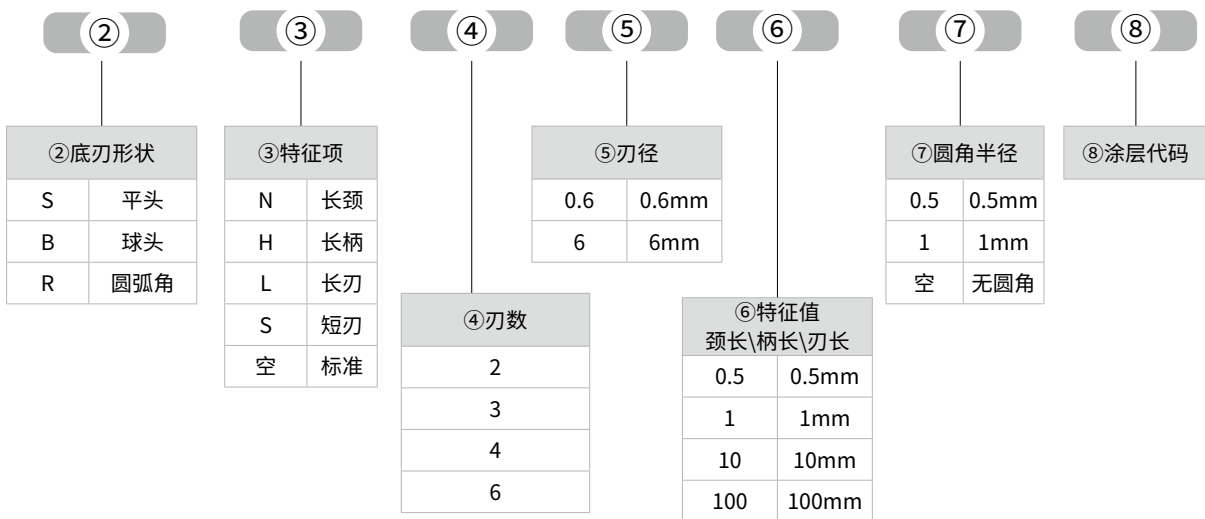 ② ③ ④ ⑤ ⑥ ⑦ ⑧
②底刃形状
S 平头
B 球头
R 圆弧角
③特征项
N 长颈
H 长柄
L 长刃
S 短刃
空 标准
④刃数
2
3
4
6
⑤刃径
0.6 0.6mm
6 6mm
⑥特征值
颈长\柄长\刃长
0.5 0.5mm
1 1mm
10 10mm
100 100mm
⑦圆角半径
0.5 0.5mm
1 1mm
空 无圆角
⑧涂层代码